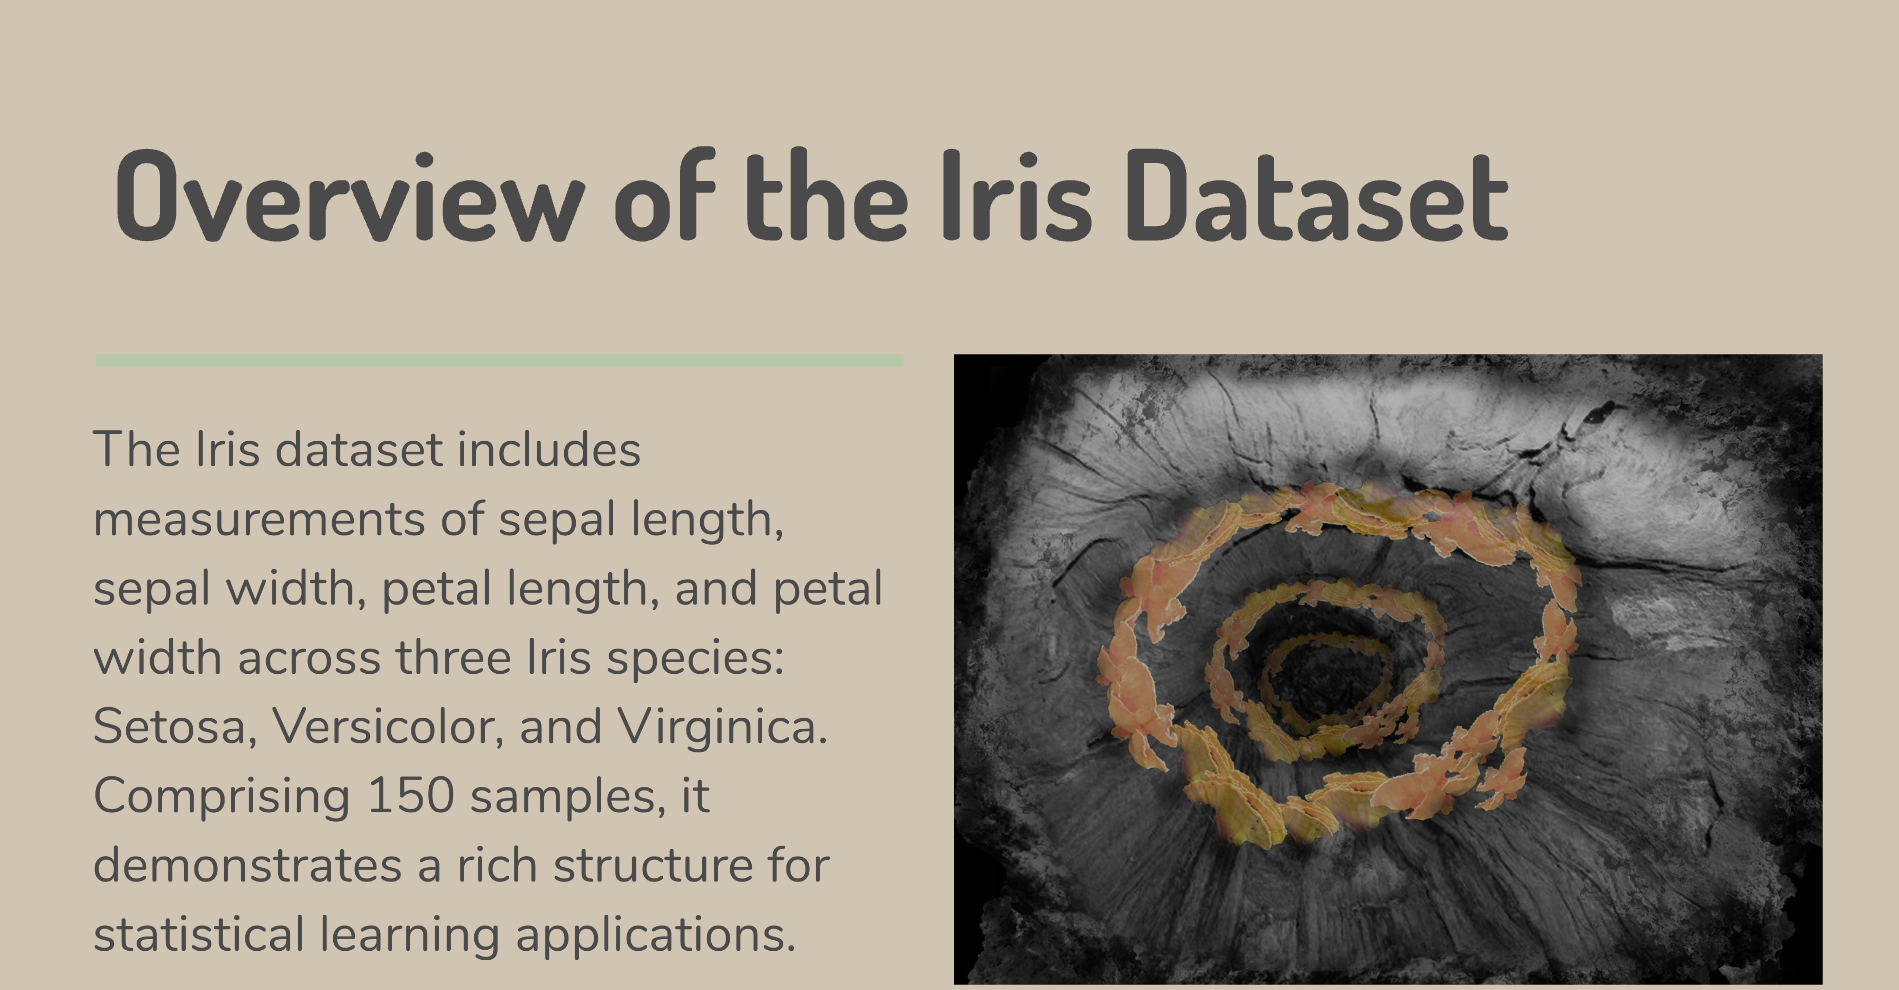 Overview of the Iris Dataset
The Iris dataset includes
measurements of sepal length,
sepal width, petal length, and petal
width across three Iris species:
Setosa, Versicolor, and Virginica.
Comprising 150 samples, it
demonstrates a rich structure for
statistical learning applications.